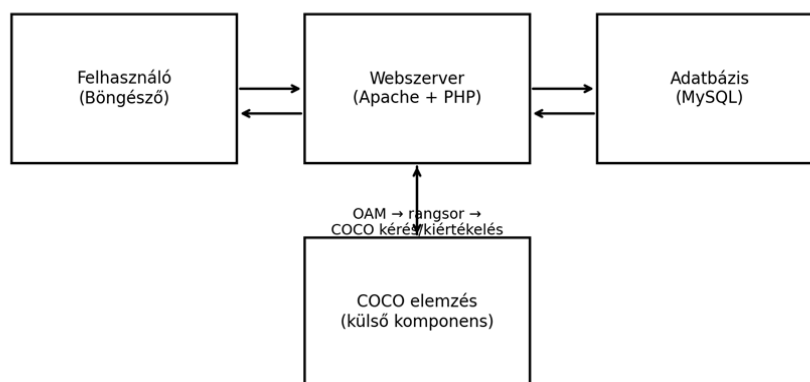 Felhasználó
(Böngésző)
Webszerver
(Apache + PHP)
Adatbázis
(MySQL)
OAM → rangsor →
COCO kérés/kiértékelés
COCO elemzés
(külső komponens)